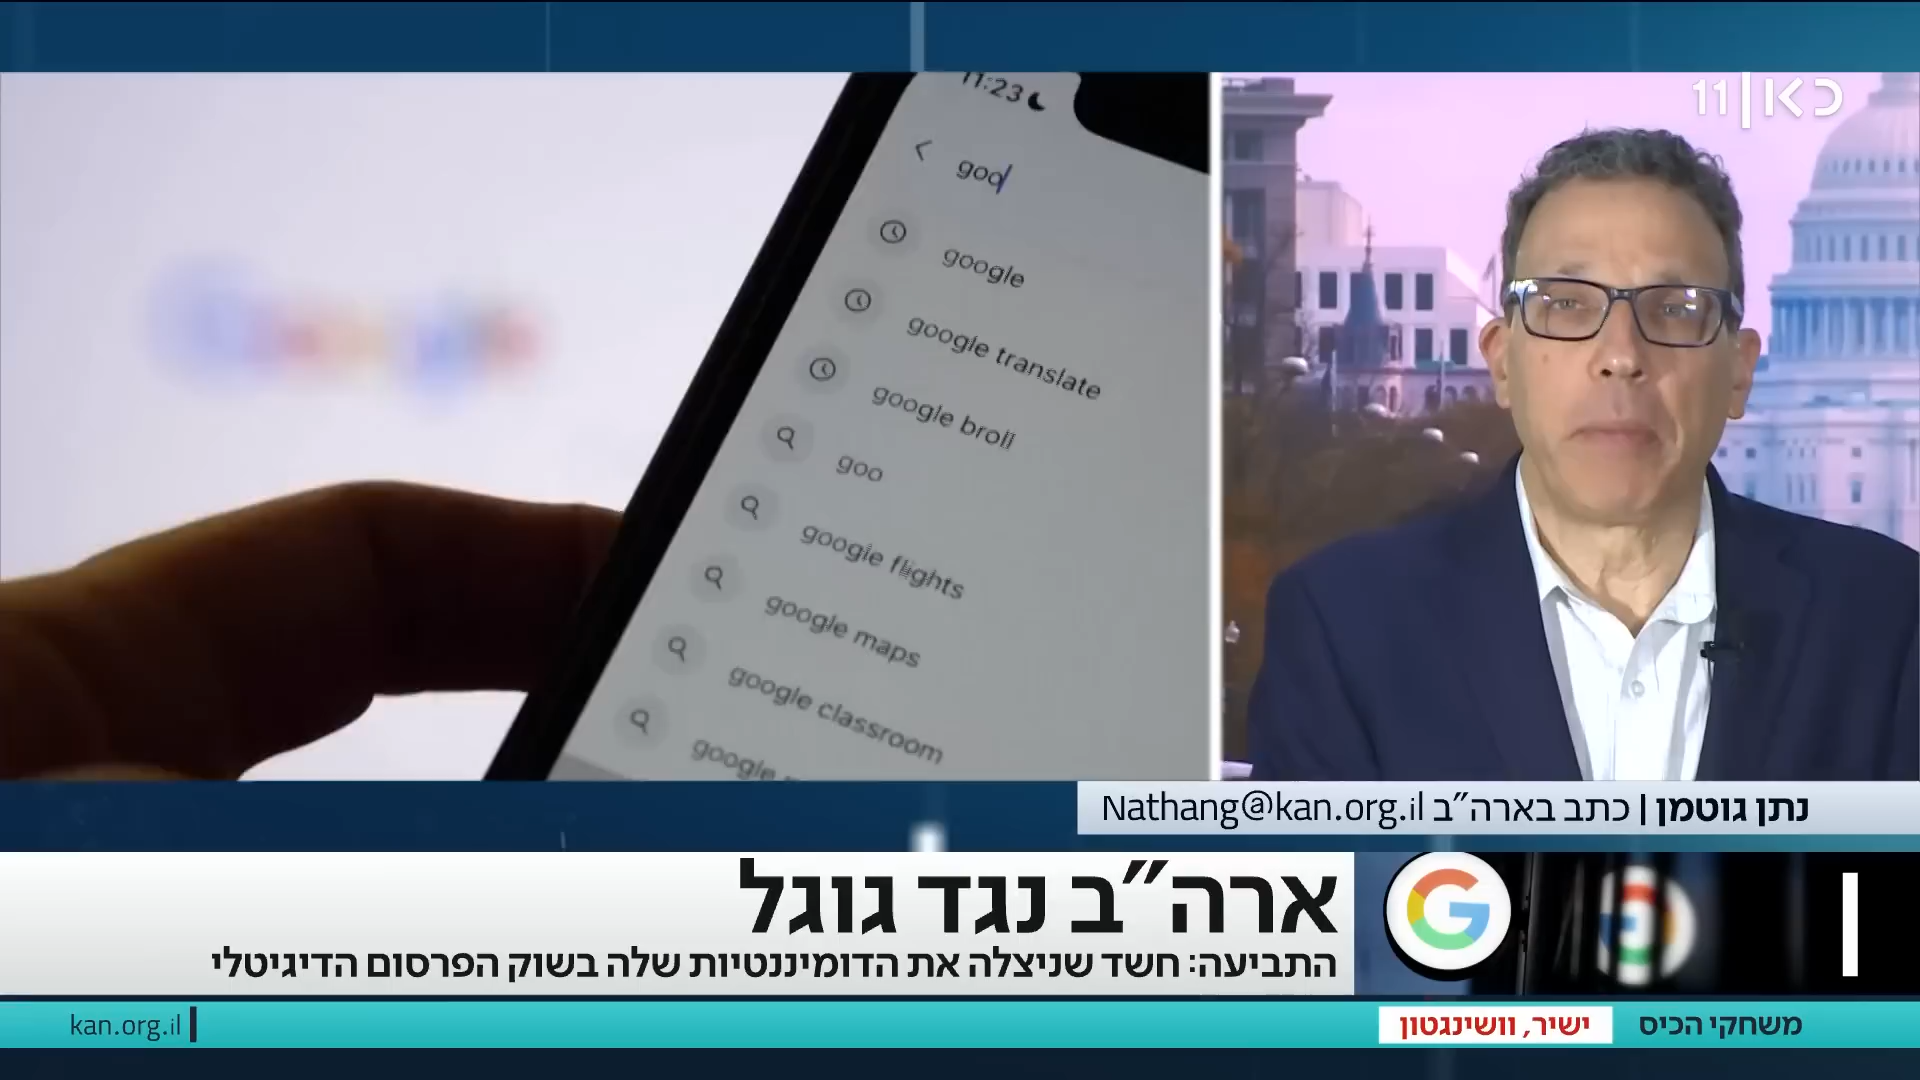 11:23
goo
google
google translate
google broll
goo
google flights
google maps
google classroom
google
כאן 11
נתן גוטמן | כתב בארה״ב Nathang@kan.org.il
ארה״ב נגד גוגל
התביעה: חשד שניצלה את הדומיננטיות שלה בשוק הפרסום הדיגיטלי
משחקי הכיס
ישיר, וושינגטון
kan.org.il